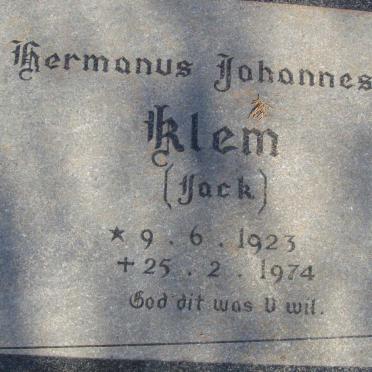 Hermanus Johannes
Klem
(Jack)
★ 9 . 6 . 1923
+ 25 . 2 . 1974
God dit was U wil.